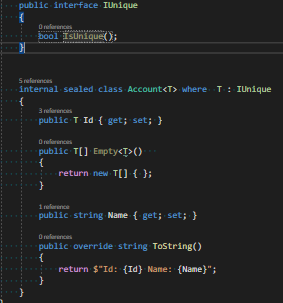 public interface IUnique
{
0 references
bool IsUnique();
}
5 references
internal sealed class Account<T> where T : IUnique
{
3 references
public T Id { get; set; }
0 references
public T[] Empty<T>()
{
return new T[] { };
}
1 reference
public string Name { get; set; }
0 references
public override string ToString()
{
return $"Id: {Id} Name: {Name}";
}
}